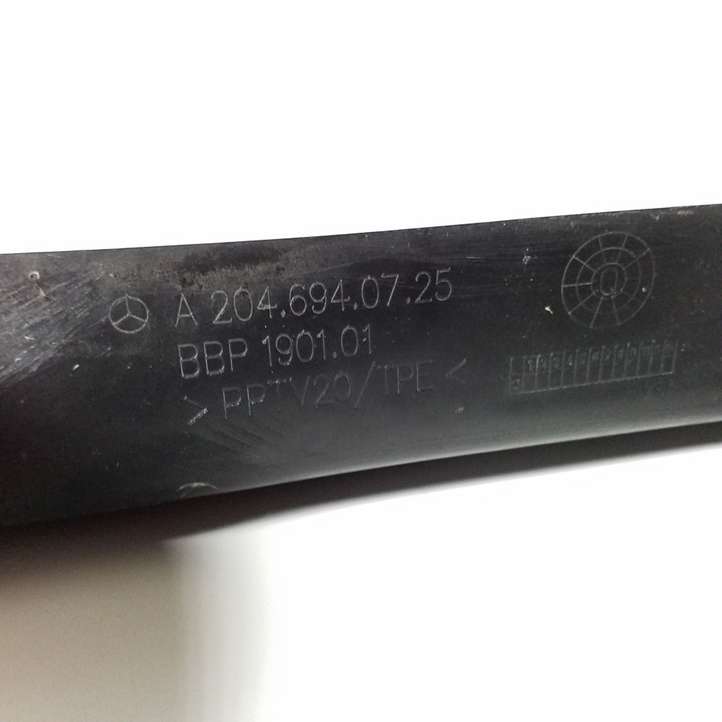 A 204.694.07.25
BBP 1901.01
> PPTV20/TPE <